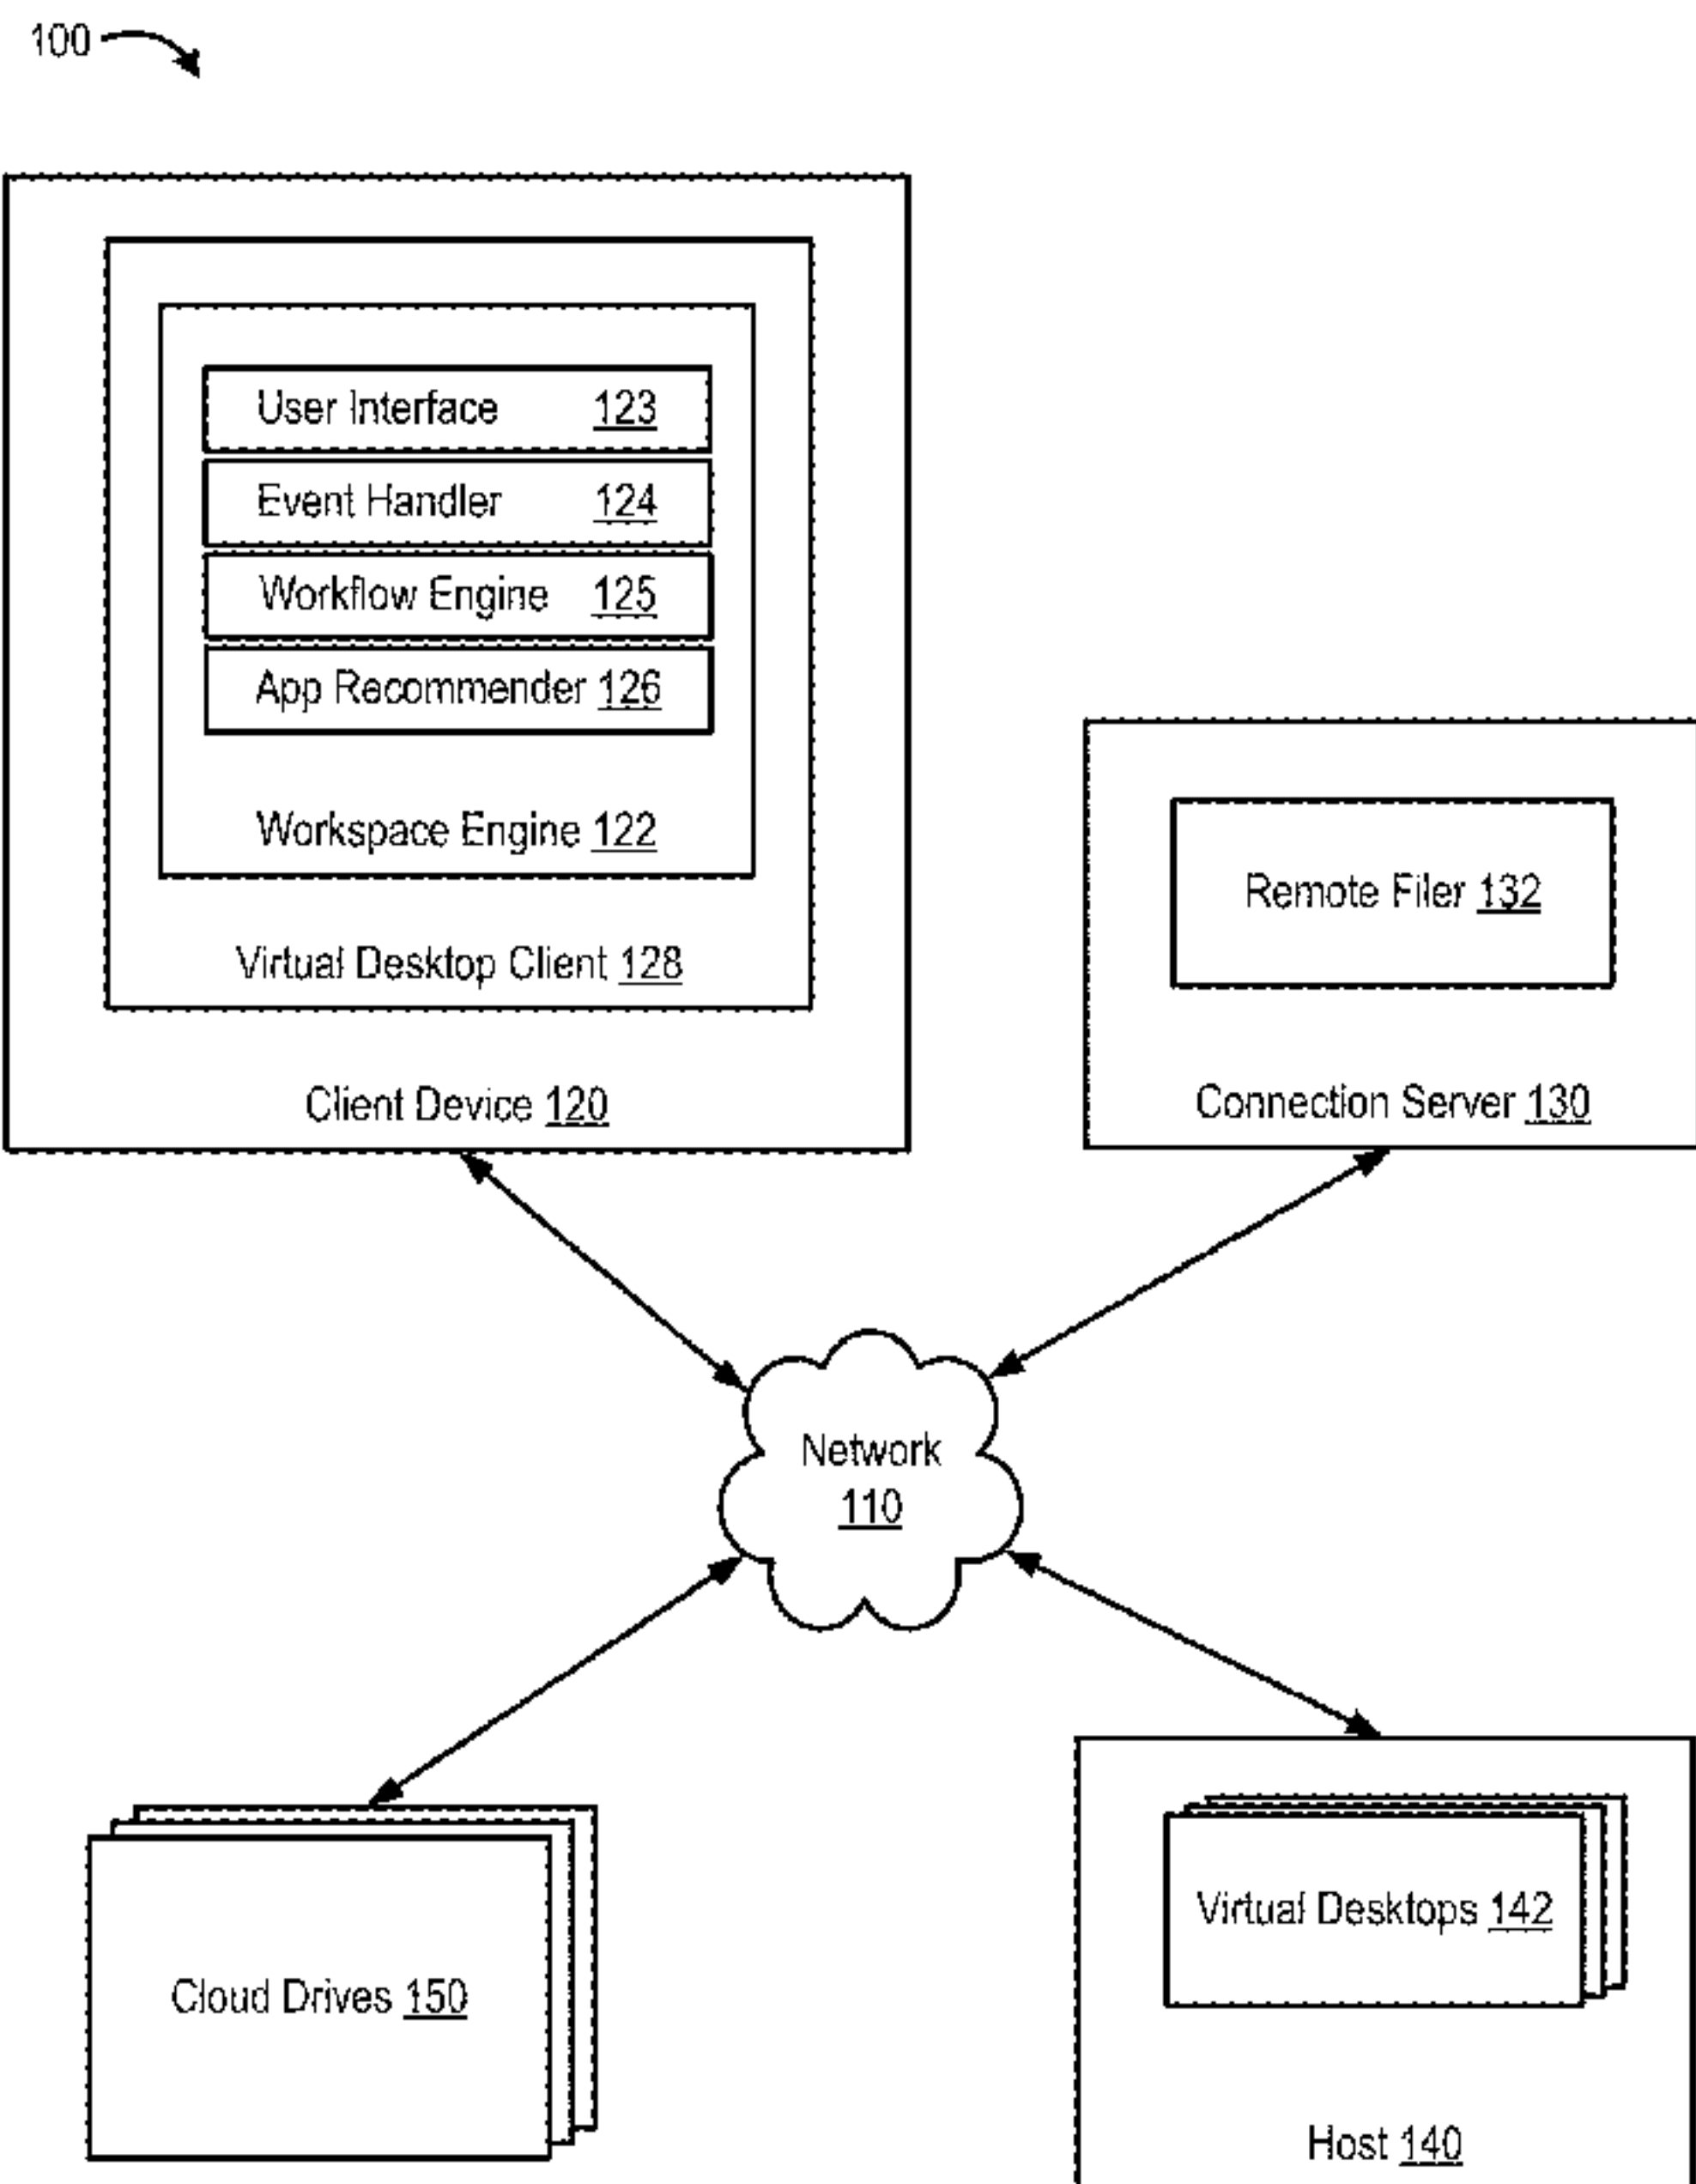 100
User Interface 123
Event Handler 124
Workflow Engine 125
App Recommender 126
Workspace Engine 122
Virtual Desktop Client 128
Client Device 120
Remote Filer 132
Connection Server 130
Network
110
Cloud Drives 150
Virtual Desktops 142
Host 140